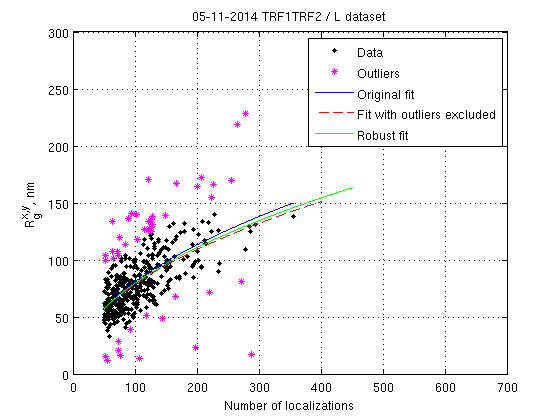 05-11-2014 TRF1TRF2 / L dataset
300
250
200
150
100
50
0
R_g^x,y, nm
Data
Outliers
Original fit
Fit with outliers excluded
Robust fit
0 100 200 300 400 500 600 700
Number of localizations